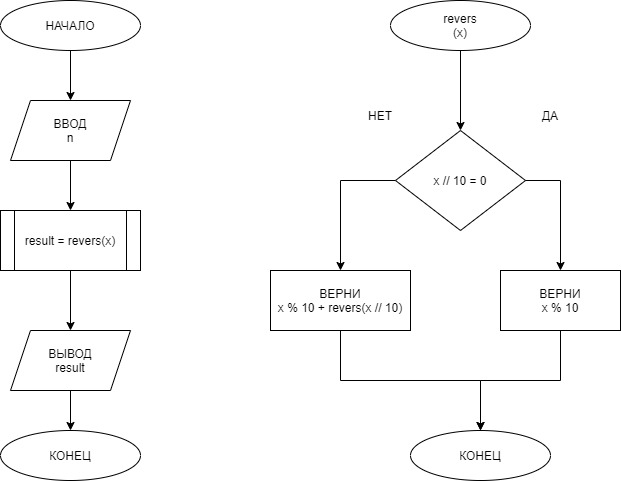 НАЧАЛО
ВВОД
n
result = revers(x)
ВЫВОД
result
КОНЕЦ
revers
(x)
НЕТ
ДА
x // 10 = 0
ВЕРНИ
x % 10 + revers(x // 10)
ВЕРНИ
x % 10
КОНЕЦ